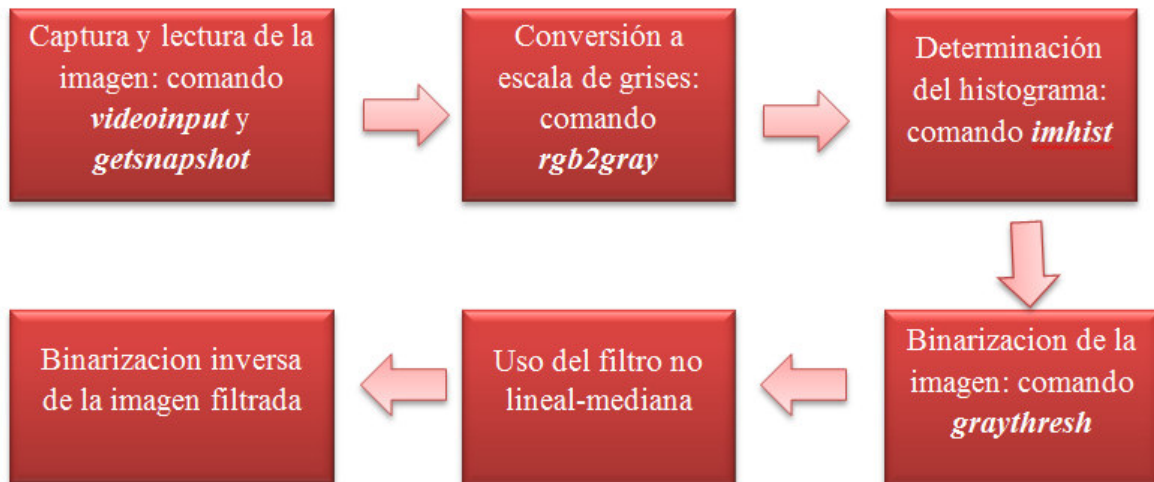 Captura y lectura de la
imagen: comando
videoinput y
getsnapshot
Conversión a
escala de grises:
comando
rgb2gray
Determinación
del histograma:
comando imhist
Binarizacion de la
imagen: comando
graythresh
Uso del filtro no
lineal-mediana
Binarizacion inversa
de la imagen filtrada